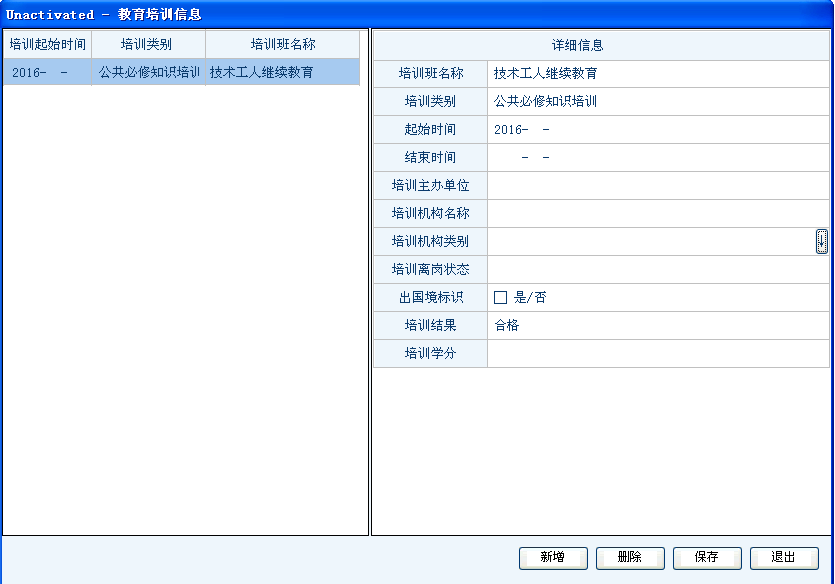 Unactivated - 教育培训信息
培训起始时间 培训类别 培训班名称
2016- - 公共必修知识培训 技术工人继续教育
详细信息
培训班名称 技术工人继续教育
培训类别 公共必修知识培训
起始时间 2016- -
结束时间 - -
培训主办单位
培训机构名称
培训机构类别
培训离岗状态
出国境标识 是/否
培训结果 合格
培训学分
新增 删除 保存 退出